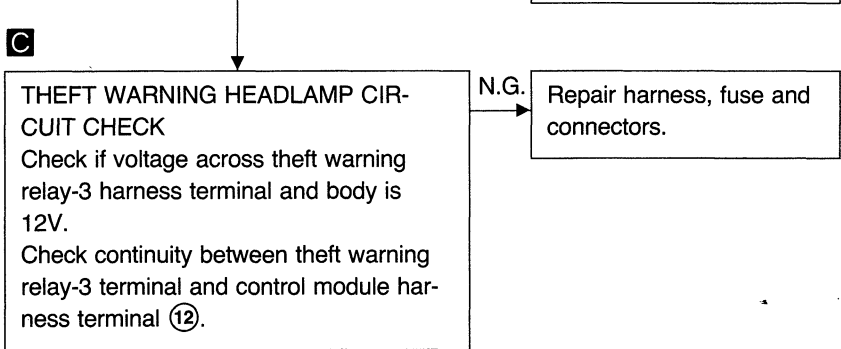 C
THEFT WARNING HEADLAMP CIR-
CUIT CHECK
Check if voltage across theft warning
relay-3 harness terminal and body is
12V.
Check continuity between theft warning
relay-3 terminal and control module har-
ness terminal ⑫.
N.G.
Repair harness, fuse and
connectors.